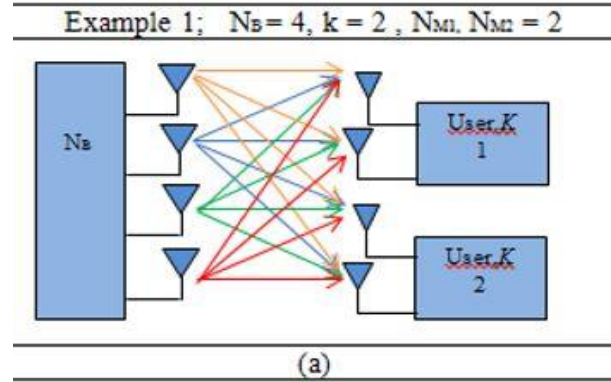 Example 1; NB = 4, k = 2 , NM1, NM2 = 2
NB
User,K
1
User,K
2
(a)